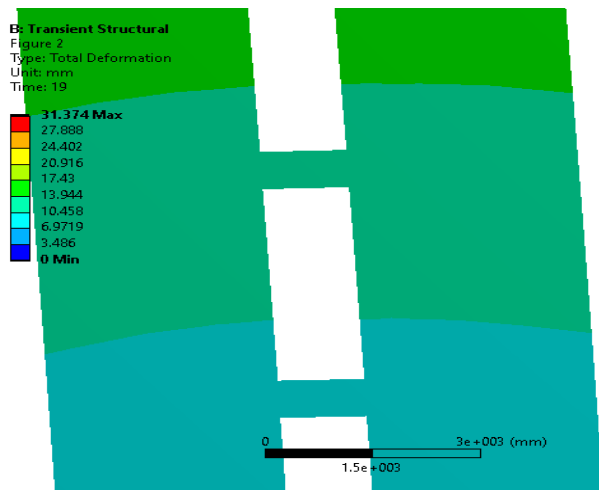 B: Transient Structural
Figure 2
Type: Total Deformation
Unit: mm
Time: 19
31.374 Max
27.888
24.402
20.916
17.43
13.944
10.458
6.9719
3.486
0 Min
0 3e+003 (mm)
1.5e+003